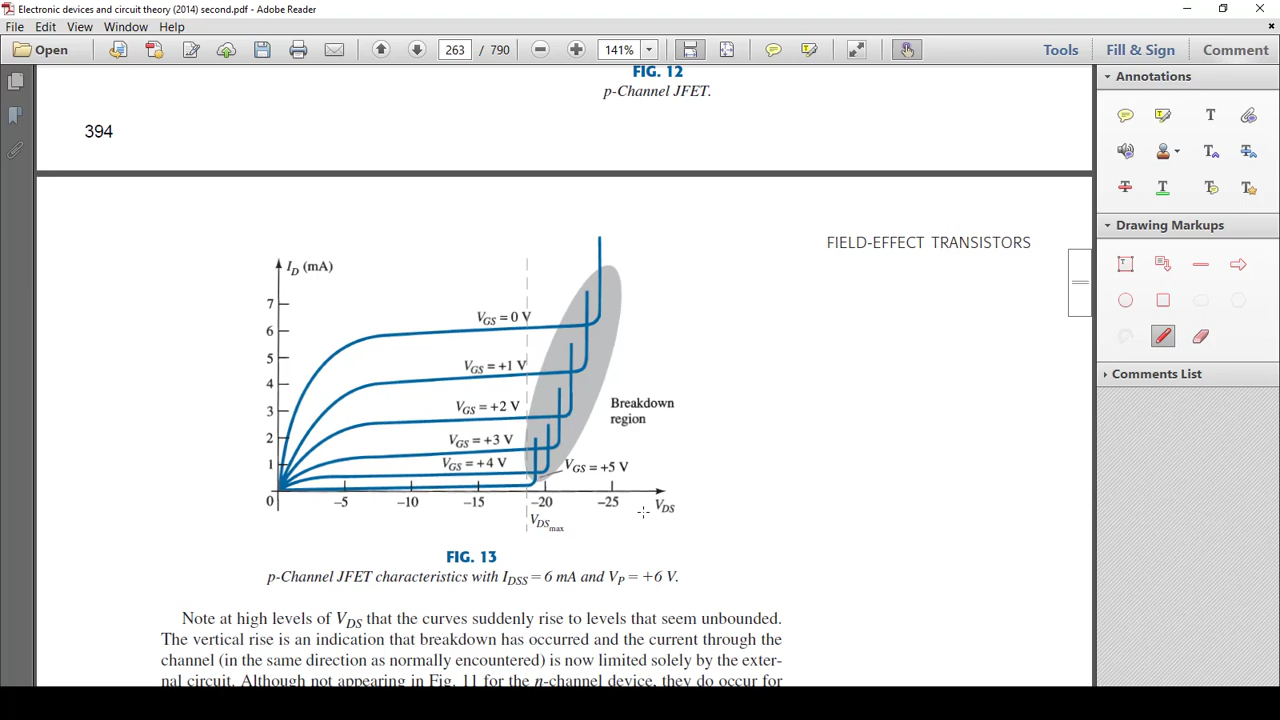 Electronic devices and circuit theory (2014) second.pdf - Adobe Reader
File Edit View Window Help
Open 263 / 790 141% Tools Fill & Sign Comment
FIG. 12
p-Channel JFET.
394
FIELD-EFFECT TRANSISTORS
I_D (mA)
7
6
5
4
3
2
1
0
V_GS = 0 V
V_GS = +1 V
V_GS = +2 V
V_GS = +3 V
V_GS = +4 V
V_GS = +5 V
Breakdown
region
–5 –10 –15 –20 –25 V_DS
V_DSmax
FIG. 13
p-Channel JFET characteristics with I_DSS = 6 mA and V_P = +6 V.
Note at high levels of V_DS that the curves suddenly rise to levels that seem unbounded.
The vertical rise is an indication that breakdown has occurred and the current through the
channel (in the same direction as normally encountered) is now limited solely by the exter-
nal circuit. Although not appearing in Fig. 11 for the n-channel device, they do occur for
Annotations
T
Drawing Markups
Comments List